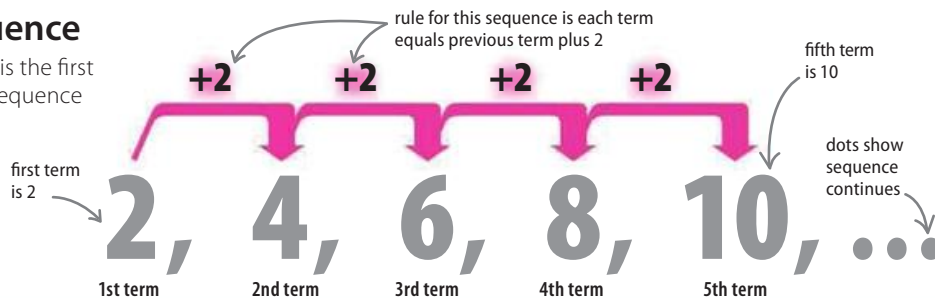 uence
is the first
equence
rule for this sequence is each term
equals previous term plus 2
fifth term
is 10
+2 +2 +2 +2
dots show
sequence
continues
first term
is 2
2, 4, 6, 8, 10, ...
1st term 2nd term 3rd term 4th term 5th term